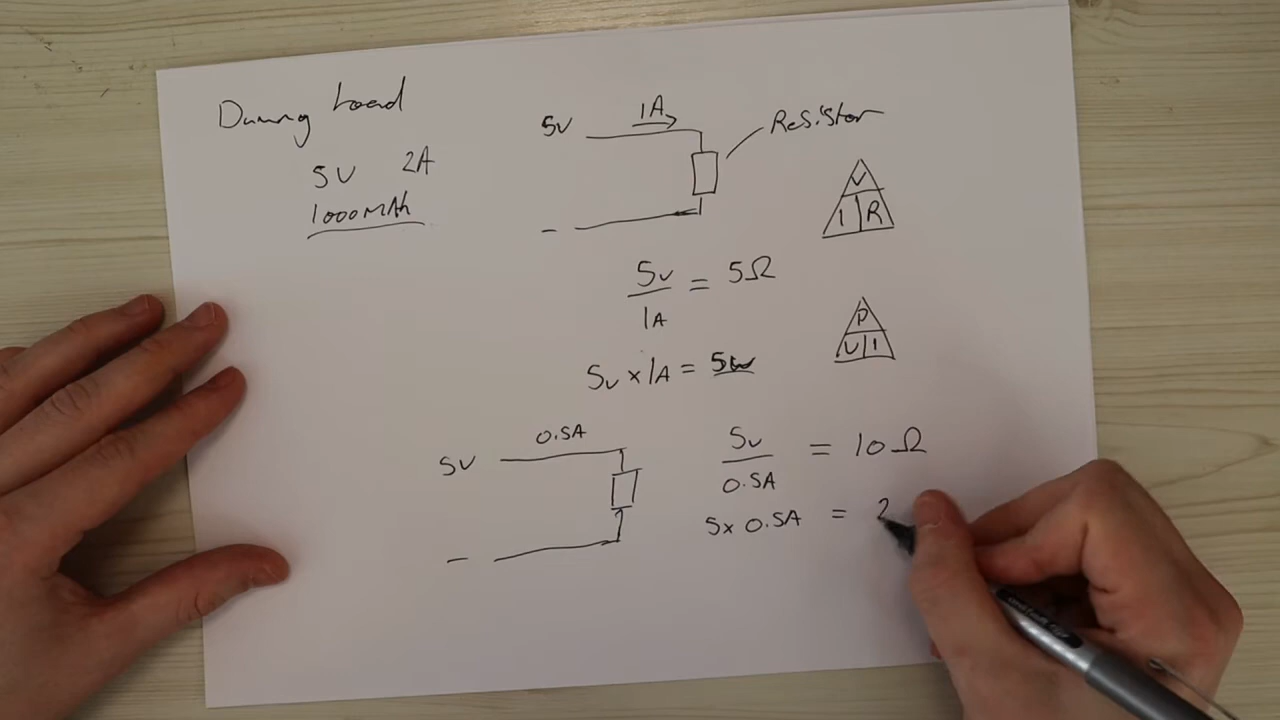 Dummy Load
5V 2A
1000MAh
1A
5V
Resistor
V
I R
5V
1A
= 5Ω
P
V I
5V x 1A = 5W
0.5A
5V
5V
0.5A
= 10Ω
5 x 0.5A = 2